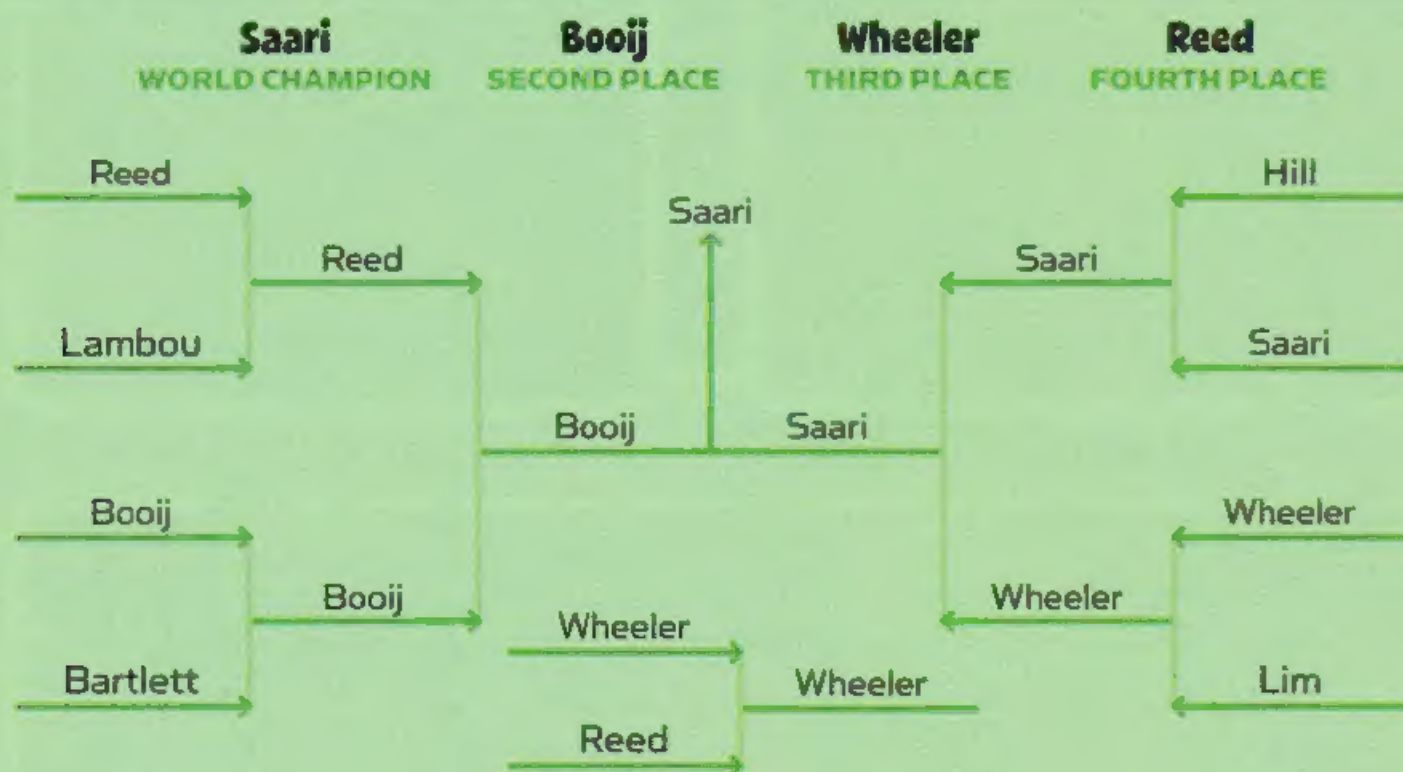 Saari Booij Wheeler Reed
WORLD CHAMPION SECOND PLACE THIRD PLACE FOURTH PLACE
Reed
Hill
Saari
Reed
Saari
Lambou
Saari
Booij
Saari
Booij
Wheeler
Booij
Wheeler
Wheeler
Bartlett
Wheeler
Lim
Reed